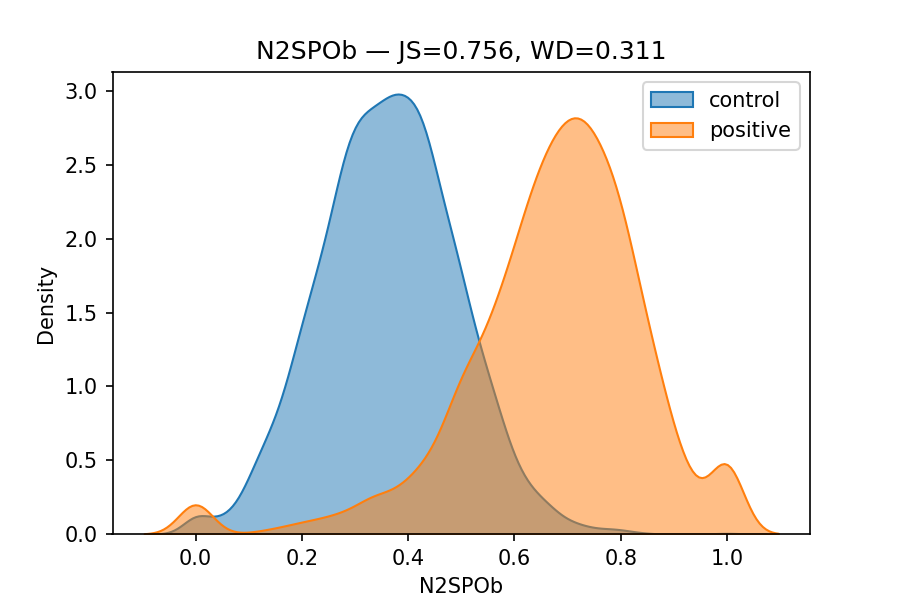 N2SPOb — JS=0.756, WD=0.311
control
positive
Density
3.0
2.5
2.0
1.5
1.0
0.5
0.0
0.0 0.2 0.4 0.6 0.8 1.0
N2SPOb